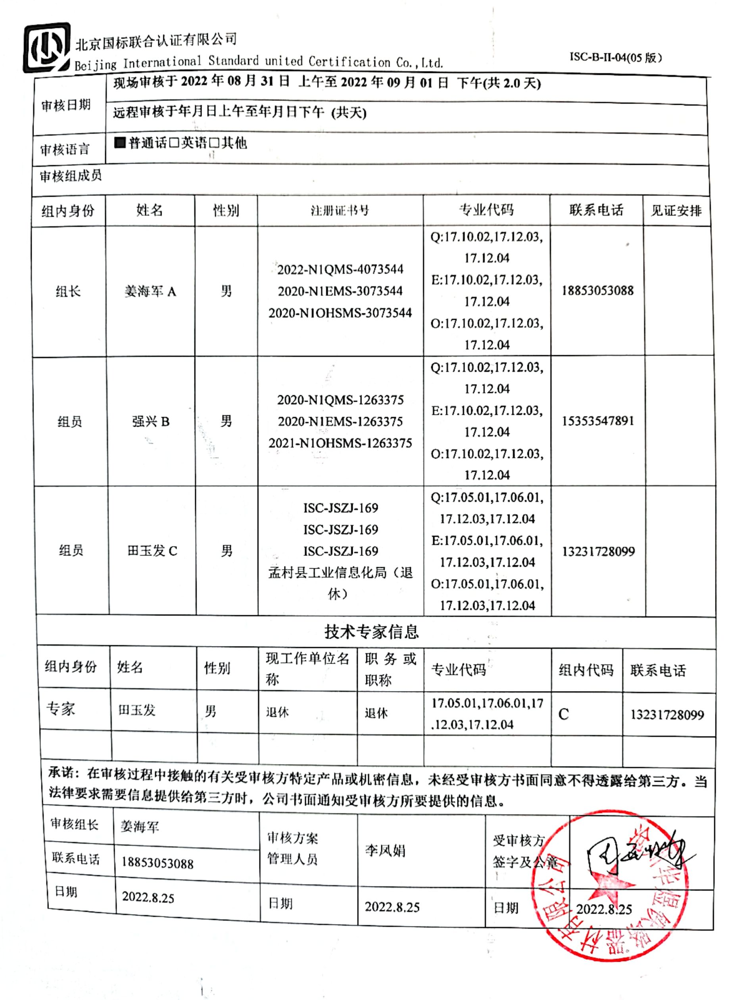 北京国标联合认证有限公司
Beijing International Standard united Certification Co.,Ltd.
ISC-B-II-04(05 版)
审核日期
现场审核于 2022 年 08 月 31 日 上午至 2022 年 09 月 01 日 下午(共 2.0 天)
远程审核于年月日上午至年月日下午 (共天)
审核语言
■普通话□英语□其他
审核组成员
组内身份 姓名 性别 注册证书号 专业代码 联系电话 见证安排
组长
姜海军 A
男
2022-N1QMS-4073544
2020-N1EMS-3073544
2020-N1OHSMS-3073544
Q:17.10.02,17.12.03,
17.12.04
E:17.10.02,17.12.03,
17.12.04
O:17.10.02,17.12.03,
17.12.04
18853053088
组员
强兴 B
男
2020-N1QMS-1263375
2020-N1EMS-1263375
2021-N1OHSMS-1263375
Q:17.10.02,17.12.03,
17.12.04
E:17.10.02,17.12.03,
17.12.04
O:17.10.02,17.12.03,
17.12.04
15353547891
组员
田玉发 C
男
ISC-JSZJ-169
ISC-JSZJ-169
ISC-JSZJ-169
孟村县工业信息化局（退
休）
Q:17.05.01,17.06.01,
17.12.03,17.12.04
E:17.05.01,17.06.01,
17.12.03,17.12.04
O:17.05.01,17.06.01,
17.12.03,17.12.04
13231728099
技术专家信息
组内身份
姓名
性别
现工作单位名
称
职 务 或
职称
专业代码
组内代码
联系电话
专家
田玉发
男
退休
退休
17.05.01,17.06.01,17
.12.03,17.12.04
C
13231728099
承诺：在审核过程中接触的有关受审核方特定产品或机密信息，未经受审核方书面同意不得透露给第三方。当
法律要求需要信息提供给第三方时，公司书面通知受审核方所要提供的信息。
审核组长
姜海军
审核方案
管理人员
李凤娟
受审核方
签字及公章
联系电话
18853053088
日期
2022.8.25
日期
2022.8.25
日期
2022.8.25